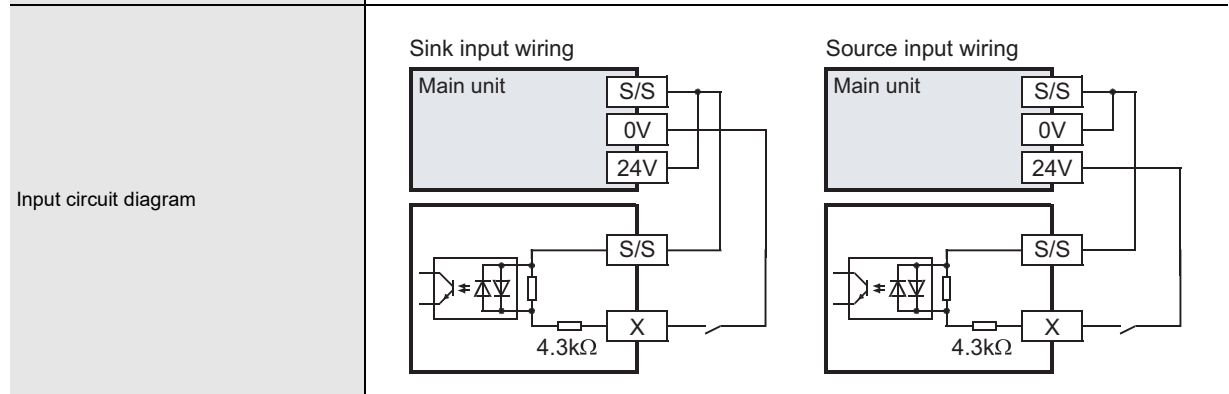 Input circuit diagram
Sink input wiring
Main unit
S/S
0V
24V
S/S
X
4.3kΩ
Source input wiring
Main unit
S/S
0V
24V
S/S
X
4.3kΩ